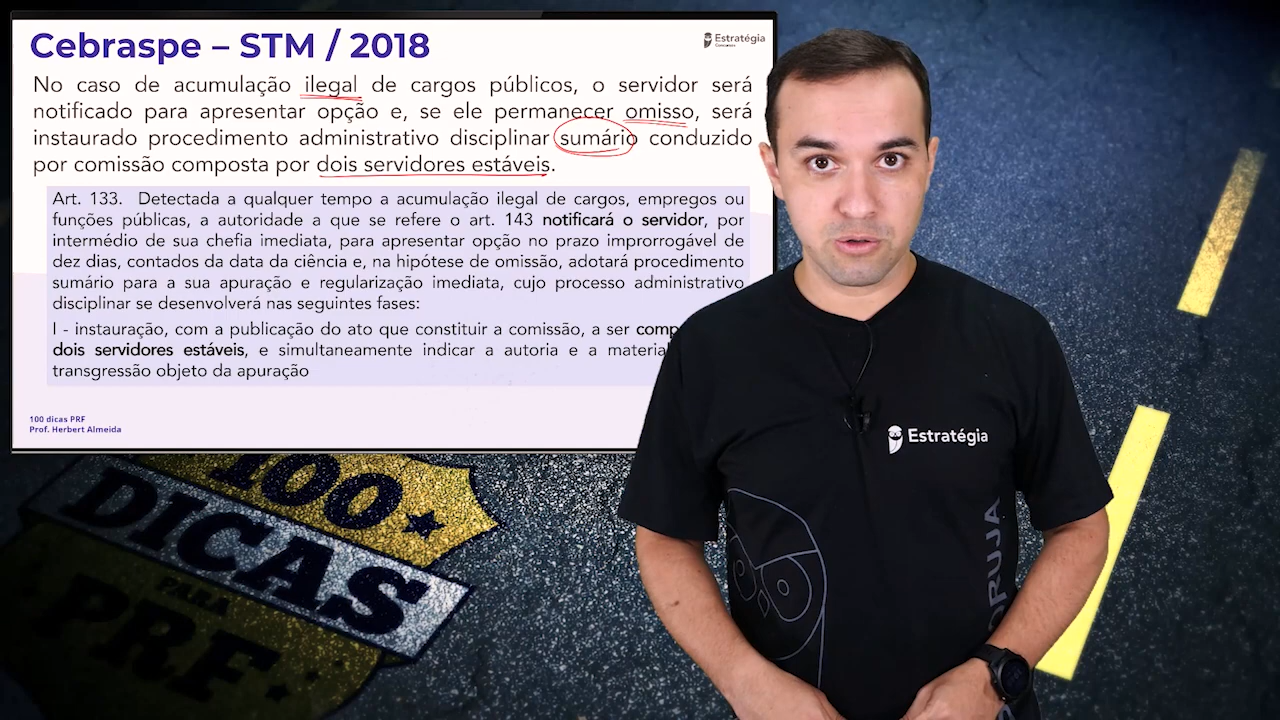 Cebraspe – STM / 2018
Estratégia
Concursos
No caso de acumulação ilegal de cargos públicos, o servidor será
notificado para apresentar opção e, se ele permanecer omisso, será
instaurado procedimento administrativo disciplinar sumário conduzido
por comissão composta por dois servidores estáveis.
Art. 133. Detectada a qualquer tempo a acumulação ilegal de cargos, empregos ou
funções públicas, a autoridade a que se refere o art. 143 notificará o servidor, por
intermédio de sua chefia imediata, para apresentar opção no prazo improrrogável de
dez dias, contados da data da ciência e, na hipótese de omissão, adotará procedimento
sumário para a sua apuração e regularização imediata, cujo processo administrativo
disciplinar se desenvolverá nas seguintes fases:
I - instauração, com a publicação do ato que constituir a comissão, a ser comp
dois servidores estáveis, e simultaneamente indicar a autoria e a material
transgressão objeto da apuração
100 dicas PRF
Prof. Herbert Almeida
100
DICAS
PARA
PRF
Estratégia
ORUJA